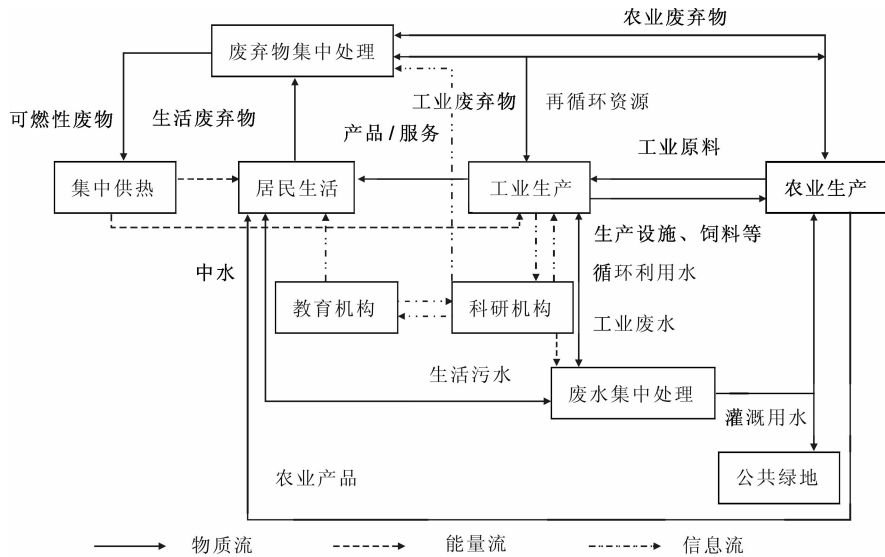 农业废弃物
废弃物集中处理
可燃性废物
生活废弃物
工业废弃物
再循环资源
产品/服务
工业原料
集中供热
居民生活
工业生产
农业生产
生产设施、饲料等
中水
循环利用水
教育机构
科研机构
工业废水
生活污水
废水集中处理
灌溉用水
农业产品
公共绿地
物质流
能量流
信息流